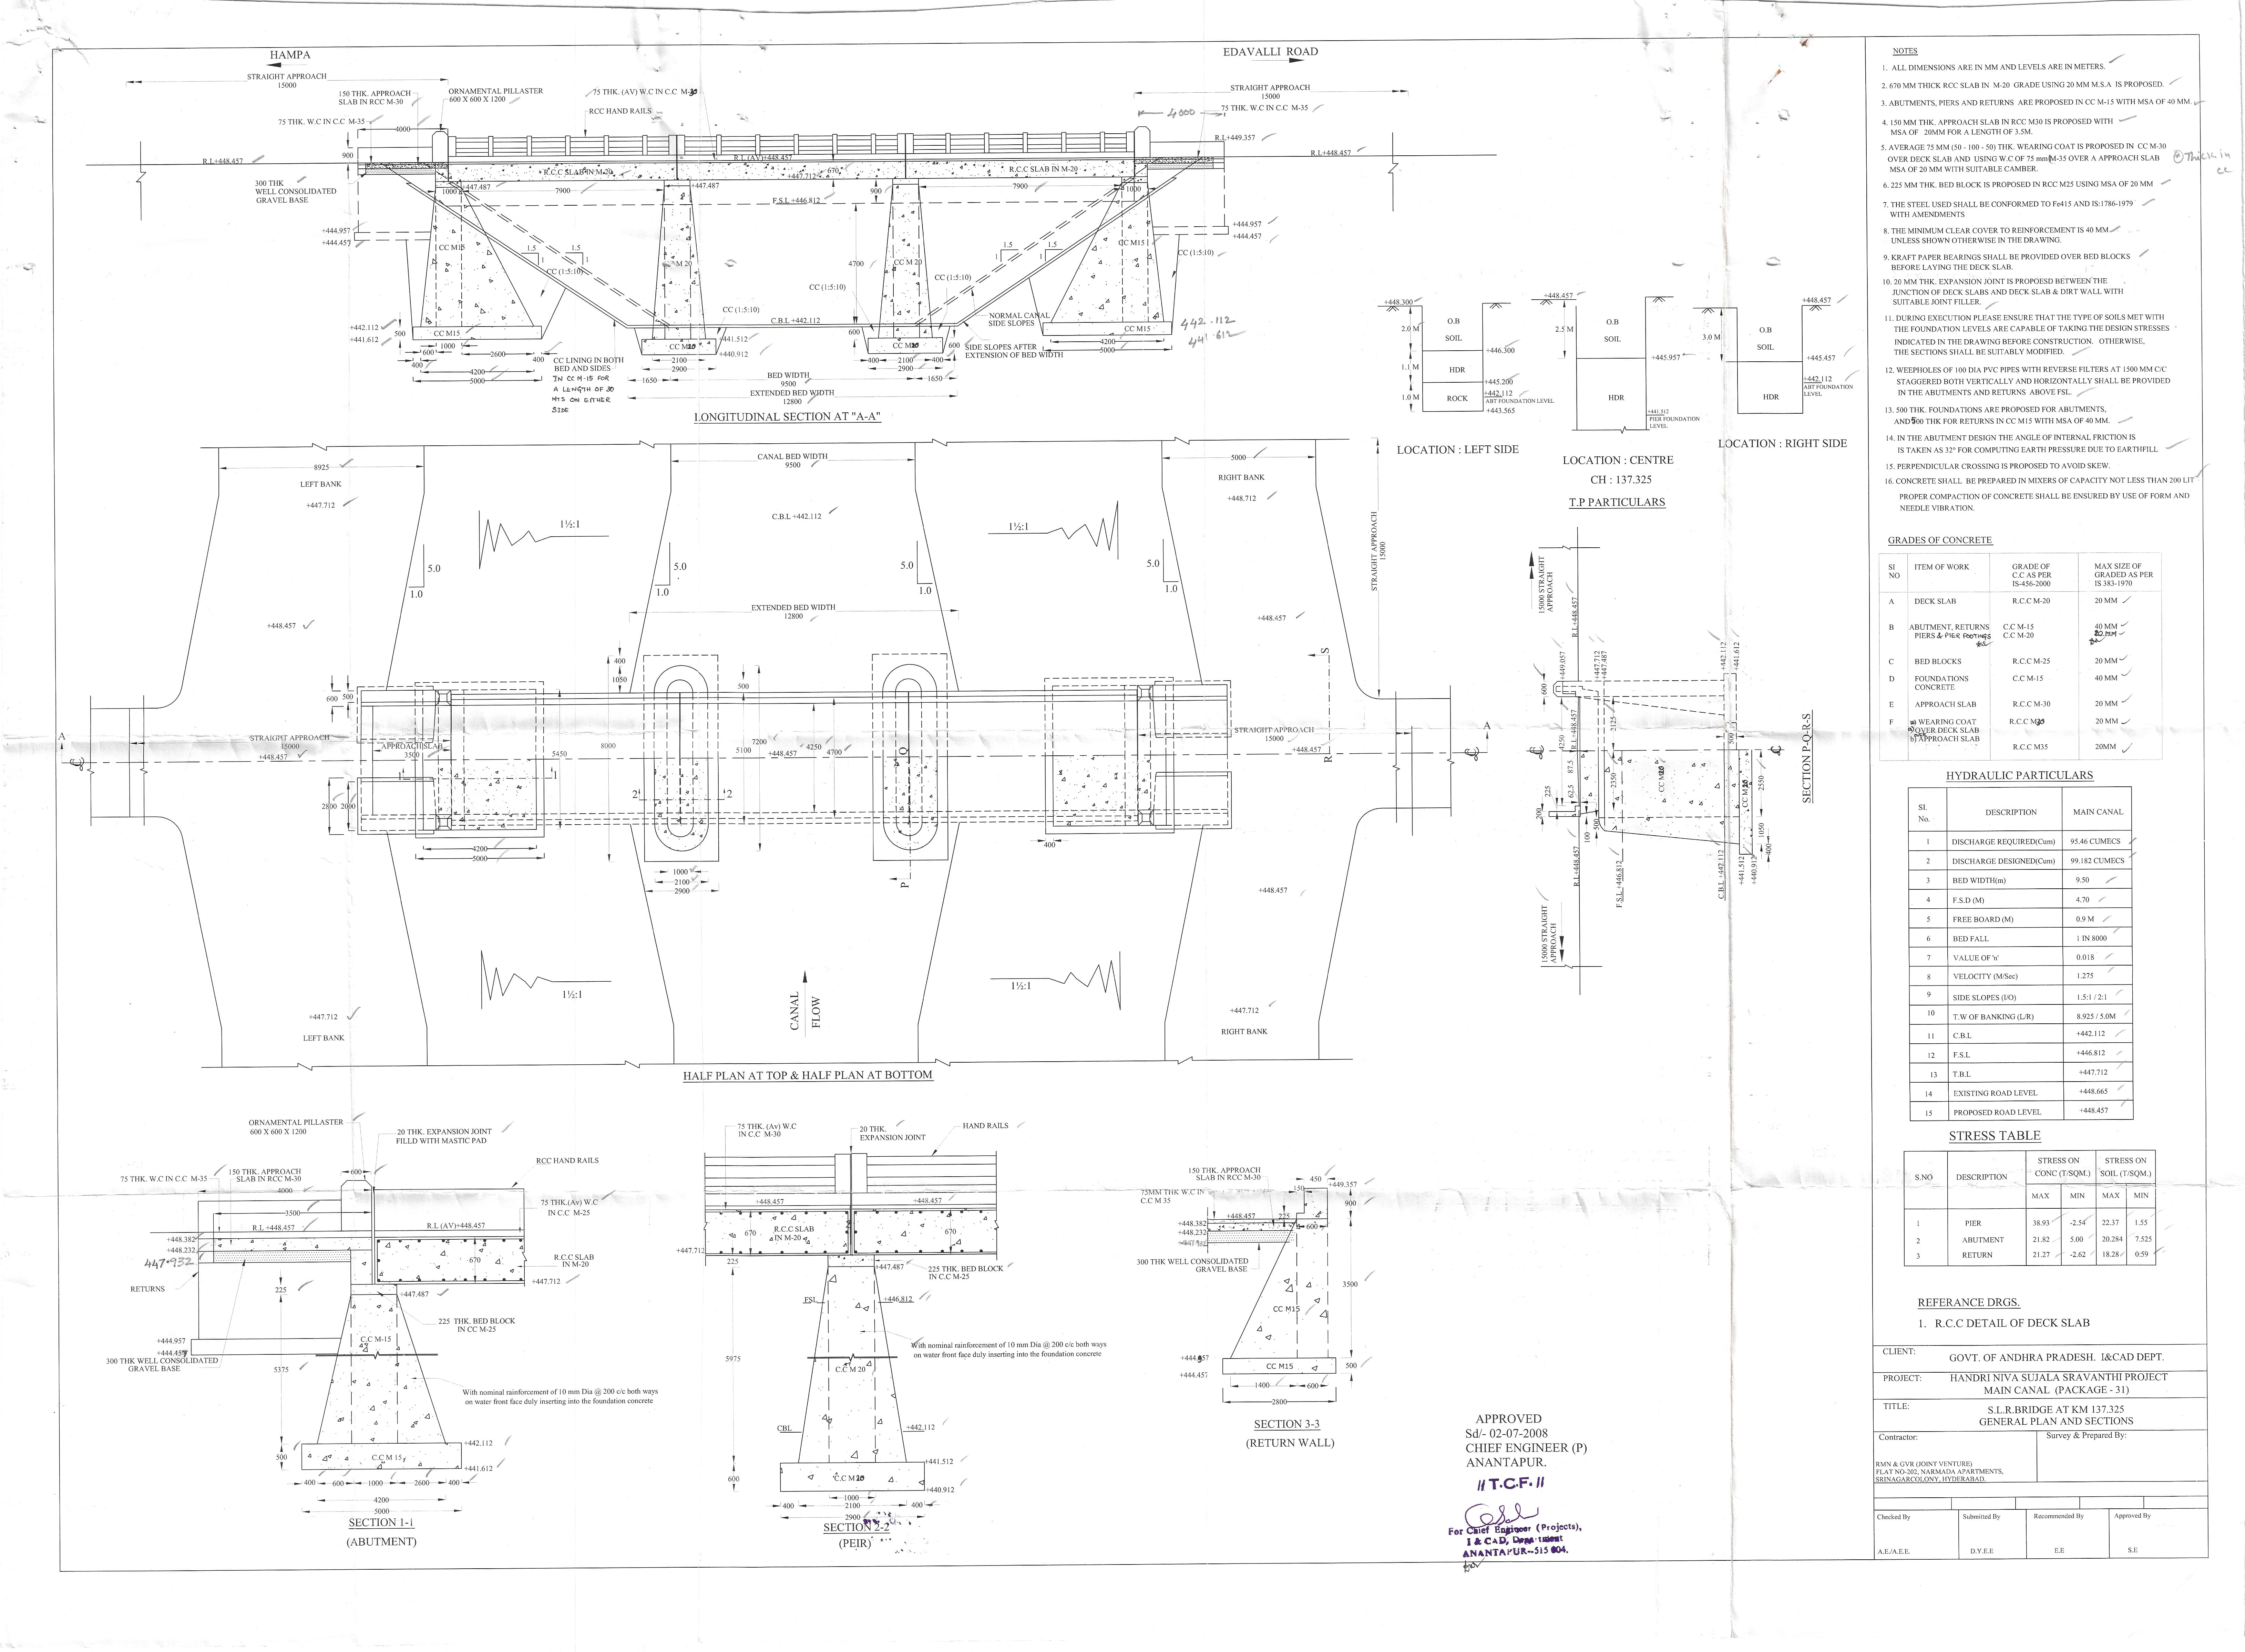 HAMPA
EDAVALLI ROAD
STRAIGHT APPROACH
15000
150 THK. APPROACH
SLAB IN RCC M-30
ORNAMENTAL PILLASTER
600 X 600 X 1200
75 THK. (AV) W.C IN C.C M-30
RCC HAND RAILS
75 THK. W.C IN C.C M-35
4000
STRAIGHT APPROACH
15000
4000
75 THK. W.C IN C.C M-35
R.L+449.357
900
R.L+448.457
R.L (AV)+448.457
R.L+448.457
R.C.C SLAB IN M-20
+447.712
670
R.C.C SLAB IN M-20
300 THK
WELL CONSOLIDATED
GRAVEL BASE
1000
+447.487
7900
+447.487
900
7900
1000
F.S.L +446.812
+444.957
+444.457
+444.957
+444.457
CC M15
1.5
1
1.5
1
CC (1:5:10)
M 20
4700
CC M 20
CC (1:5:10)
CC (1:5:10)
1.5
1
1.5
1
CC M15
CC (1:5:10)
CC (1:5:10)
C.B.L +442.112
NORMAL CANAL
SIDE SLOPES
+442.112
+441.612
500
CC M15
+441.512
+440.912
CC M20
600
CC M20
600
SIDE SLOPES AFTER
EXTENSION OF BED WIDTH
CC M15
442.112
441.612
1000
600
2600
400
400
4200
5000
CC LINING IN BOTH
BED AND SIDES
IN CC M-15 FOR
A LENGTH OF 30
MTS ON EITHER
SIDE
2100
2900
1650
BED WIDTH
9500
1650
EXTENDED BED WIDTH
12800
400
2100
400
2900
4200
5000
LONGITUDINAL SECTION AT "A-A"
+448.300
2.0 M
O.B
SOIL
+446.300
1.1 M
HDR
+445.200
1.0 M
ROCK
+442.112
ABT FOUNDATION LEVEL
+443.565
LOCATION : LEFT SIDE
+448.457
2.5 M
O.B
SOIL
+445.957
HDR
+441.512
PIER FOUNDATION
LEVEL
LOCATION : CENTRE
CH : 137.325
+448.457
3.0 M
O.B
SOIL
+445.457
+442.112
ABT FOUNDATION
LEVEL
HDR
LOCATION : RIGHT SIDE
T.P PARTICULARS
8925
LEFT BANK
+447.712
CANAL BED WIDTH
9500
C.B.L +442.112
5000
RIGHT BANK
+448.712
STRAIGHT APPROACH
15000
1½:1
1½:1
5.0
1.0
5.0
1.0
5.0
1.0
5.0
1.0
EXTENDED BED WIDTH
12800
+448.457
+448.457
400
1050
600
500
500
S
A
STRAIGHT APPROACH
15000
+448.457
APPROACH SLAB
3500
1
1
5450
8000
5100
7200
+448.457
4250
4700
Q
STRAIGHT APPROACH
15000
+448.457
R
A
2800
2000
2
2
4200
5000
400
1000
2100
2900
P
+448.457
1½:1
1½:1
CANAL
FLOW
+447.712
LEFT BANK
+447.712
RIGHT BANK
HALF PLAN AT TOP & HALF PLAN AT BOTTOM
15000 STRAIGHT
APPROACH
R.L+448.457
+449.057
+447.712
+447.487
+442.112
+441.612
600
4250
R.L+448.457
2125
500
87.5
62.5
225
200
100
500
2350
CC M20
CC M20
2550
1050
400
R.L+448.457
F.S.L +446.812
C.B.L +442.112
+441.512
+440.912
15000 STRAIGHT
APPROACH
SECTION P-Q-R-S
ORNAMENTAL PILLASTER
600 X 600 X 1200
20 THK. EXPANSION JOINT
FILLD WITH MASTIC PAD
RCC HAND RAILS
75 THK. W.C IN C.C M-35
150 THK. APPROACH
SLAB IN RCC M-30
600
4000
3500
75 THK.(Av) W.C
IN C.C M-25
R.L +448.457
R.L (AV)+448.457
+448.382
+448.232
447.932
670
R.C.C SLAB
IN M-20
+447.712
RETURNS
225
+447.487
225 THK. BED BLOCK
IN CC M-25
+444.957
+444.457
C.C M-15
300 THK WELL CONSOLIDATED
GRAVEL BASE
5375
With nominal rainforcement of 10 mm Dia @ 200 c/c both ways
on water front face duly inserting into the foundation concrete
500
C.C M 15
+442.112
+441.612
400
600
1000
2600
400
4200
5000
SECTION 1-1
(ABUTMENT)
75 THK. (Av) W.C
IN C.C M-30
20 THK.
EXPANSION JOINT
HAND RAILS
+448.457
+448.457
670
R.C.C SLAB
IN M-20
670
+447.712
225
+447.487
225 THK. BED BLOCK
IN C.C M-25
FSL
+446.812
5975
With nominal rainforcement of 10 mm Dia @ 200 c/c both ways
on water front face duly inserting into the foundation concrete
C.C M 20
CBL
+442.112
+441.512
600
C.C M20
+440.912
1000
400
2100
400
2900
SECTION 2-2
(PEIR)
150 THK. APPROACH
SLAB IN RCC M-30
450
150
+449.357
75MM THK W.C IN
C.C M 35
900
+448.457
225
+448.382
+448.232
600
300 THK WELL CONSOLIDATED
GRAVEL BASE
3500
CC M15
+444.957
CC M15
500
+444.457
1400
600
2800
SECTION 3-3
(RETURN WALL)
APPROVED
Sd/- 02-07-2008
CHIEF ENGINEER (P)
ANANTAPUR.
// T.C.F. //
For Chief Engineer (Projects),
I & CAD, Department
ANANTAPUR--515 004.
NOTES
1. ALL DIMENSIONS ARE IN MM AND LEVELS ARE IN METERS.
2. 670 MM THICK RCC SLAB IN M-20 GRADE USING 20 MM M.S.A IS PROPOSED.
3. ABUTMENTS, PIERS AND RETURNS ARE PROPOSED IN CC M-15 WITH MSA OF 40 MM.
4. 150 MM THK. APPROACH SLAB IN RCC M30 IS PROPOSED WITH
MSA OF 20MM FOR A LENGTH OF 3.5M.
5. AVERAGE 75 MM (50 - 100 - 50) THK. WEARING COAT IS PROPOSED IN CC M-30
OVER DECK SLAB AND USING W.C OF 75 mm M-35 OVER A APPROACH SLAB
MSA OF 20 MM WITH SUITABLE CAMBER.
Thick in
CC
6. 225 MM THK. BED BLOCK IS PROPOSED IN RCC M25 USING MSA OF 20 MM
7. THE STEEL USED SHALL BE CONFORMED TO Fe415 AND IS:1786-1979
WITH AMENDMENTS
8. THE MINIMUM CLEAR COVER TO REINFORCEMENT IS 40 MM
UNLESS SHOWN OTHERWISE IN THE DRAWING.
9. KRAFT PAPER BEARINGS SHALL BE PROVIDED OVER BED BLOCKS
BEFORE LAYING THE DECK SLAB.
10. 20 MM THK. EXPANSION JOINT IS PROPOESD BETWEEN THE
JUNCTION OF DECK SLABS AND DECK SLAB & DIRT WALL WITH
SUITABLE JOINT FILLER.
11. DURING EXECUTION PLEASE ENSURE THAT THE TYPE OF SOILS MET WITH
THE FOUNDATION LEVELS ARE CAPABLE OF TAKING THE DESIGN STRESSES
INDICATED IN THE DRAWING BEFORE CONSTRUCTION. OTHERWISE,
THE SECTIONS SHALL BE SUITABLY MODIFIED.
12. WEEPHOLES OF 100 DIA PVC PIPES WITH REVERSE FILTERS AT 1500 MM C/C
STAGGERED BOTH VERTICALLY AND HORIZONTALLY SHALL BE PROVIDED
IN THE ABUTMENTS AND RETURNS ABOVE FSL.
13. 500 THK. FOUNDATIONS ARE PROPOSED FOR ABUTMENTS,
AND 500 THK FOR RETURNS IN CC M15 WITH MSA OF 40 MM.
14. IN THE ABUTMENT DESIGN THE ANGLE OF INTERNAL FRICTION IS
IS TAKEN AS 32° FOR COMPUTING EARTH PRESSURE DUE TO EARTHFILL
15. PERPENDICULAR CROSSING IS PROPOSED TO AVOID SKEW.
16. CONCRETE SHALL BE PREPARED IN MIXERS OF CAPACITY NOT LESS THAN 200 LIT
PROPER COMPACTION OF CONCRETE SHALL BE ENSURED BY USE OF FORM AND
NEEDLE VIBRATION.
GRADES OF CONCRETE
SI NO ITEM OF WORK GRADE OF C.C AS PER IS-456-2000 MAX SIZE OF GRADED AS PER IS 383-1970
A DECK SLAB R.C.C M-20 20 MM
B ABUTMENT, RETURNS C.C M-15 40 MM
PIERS & PIER FOOTINGS C.C M-20 20 MM
C BED BLOCKS R.C.C M-25 20 MM
D FOUNDATIONS CONCRETE C.C M-15 40 MM
E APPROACH SLAB R.C.C M-30 20 MM
F a) WEARING COAT R.C.C M30 20 MM
OVER DECK SLAB
b) APPROACH SLAB
R.C.C M35 20MM
HYDRAULIC PARTICULARS
SI. No. DESCRIPTION MAIN CANAL
1 DISCHARGE REQUIRED(Cum) 95.46 CUMECS
2 DISCHARGE DESIGNED(Cum) 99.182 CUMECS
3 BED WIDTH(m) 9.50
4 F.S.D (M) 4.70
5 FREE BOARD (M) 0.9 M
6 BED FALL 1 IN 8000
7 VALUE OF 'n' 0.018
8 VELOCITY (M/Sec) 1.275
9 SIDE SLOPES (I/O) 1.5:1 / 2:1
10 T.W OF BANKING (L/R) 8.925 / 5.0M
11 C.B.L +442.112
12 F.S.L +446.812
13 T.B.L +447.712
14 EXISTING ROAD LEVEL +448.665
15 PROPOSED ROAD LEVEL +448.457
STRESS TABLE
S.NO DESCRIPTION STRESS ON CONC (T/SQM.) STRESS ON SOIL (T/SQM.)
MAX MIN MAX MIN
1 PIER 38.93 -2.54 22.37 1.55
2 ABUTMENT 21.82 5.00 20.284 7.525
3 RETURN 21.27 -2.62 18.28 0.59
REFERANCE DRGS.
1. R.C.C DETAIL OF DECK SLAB
CLIENT: GOVT. OF ANDHRA PRADESH. I&CAD DEPT.
PROJECT: HANDRI NIVA SUJALA SRAVANTHI PROJECT
MAIN CANAL (PACKAGE - 31)
TITLE: S.L.R.BRIDGE AT KM 137.325
GENERAL PLAN AND SECTIONS
Contractor: Survey & Prepared By:
RMN & GVR (JOINT VENTURE)
FLAT NO-202, NARMADA APARTMENTS,
SRINAGARCOLONY, HYDERABAD.
Checked By Submitted By Recommended By Approved By
A.E/A.E.E. D.Y.E.E E.E S.E